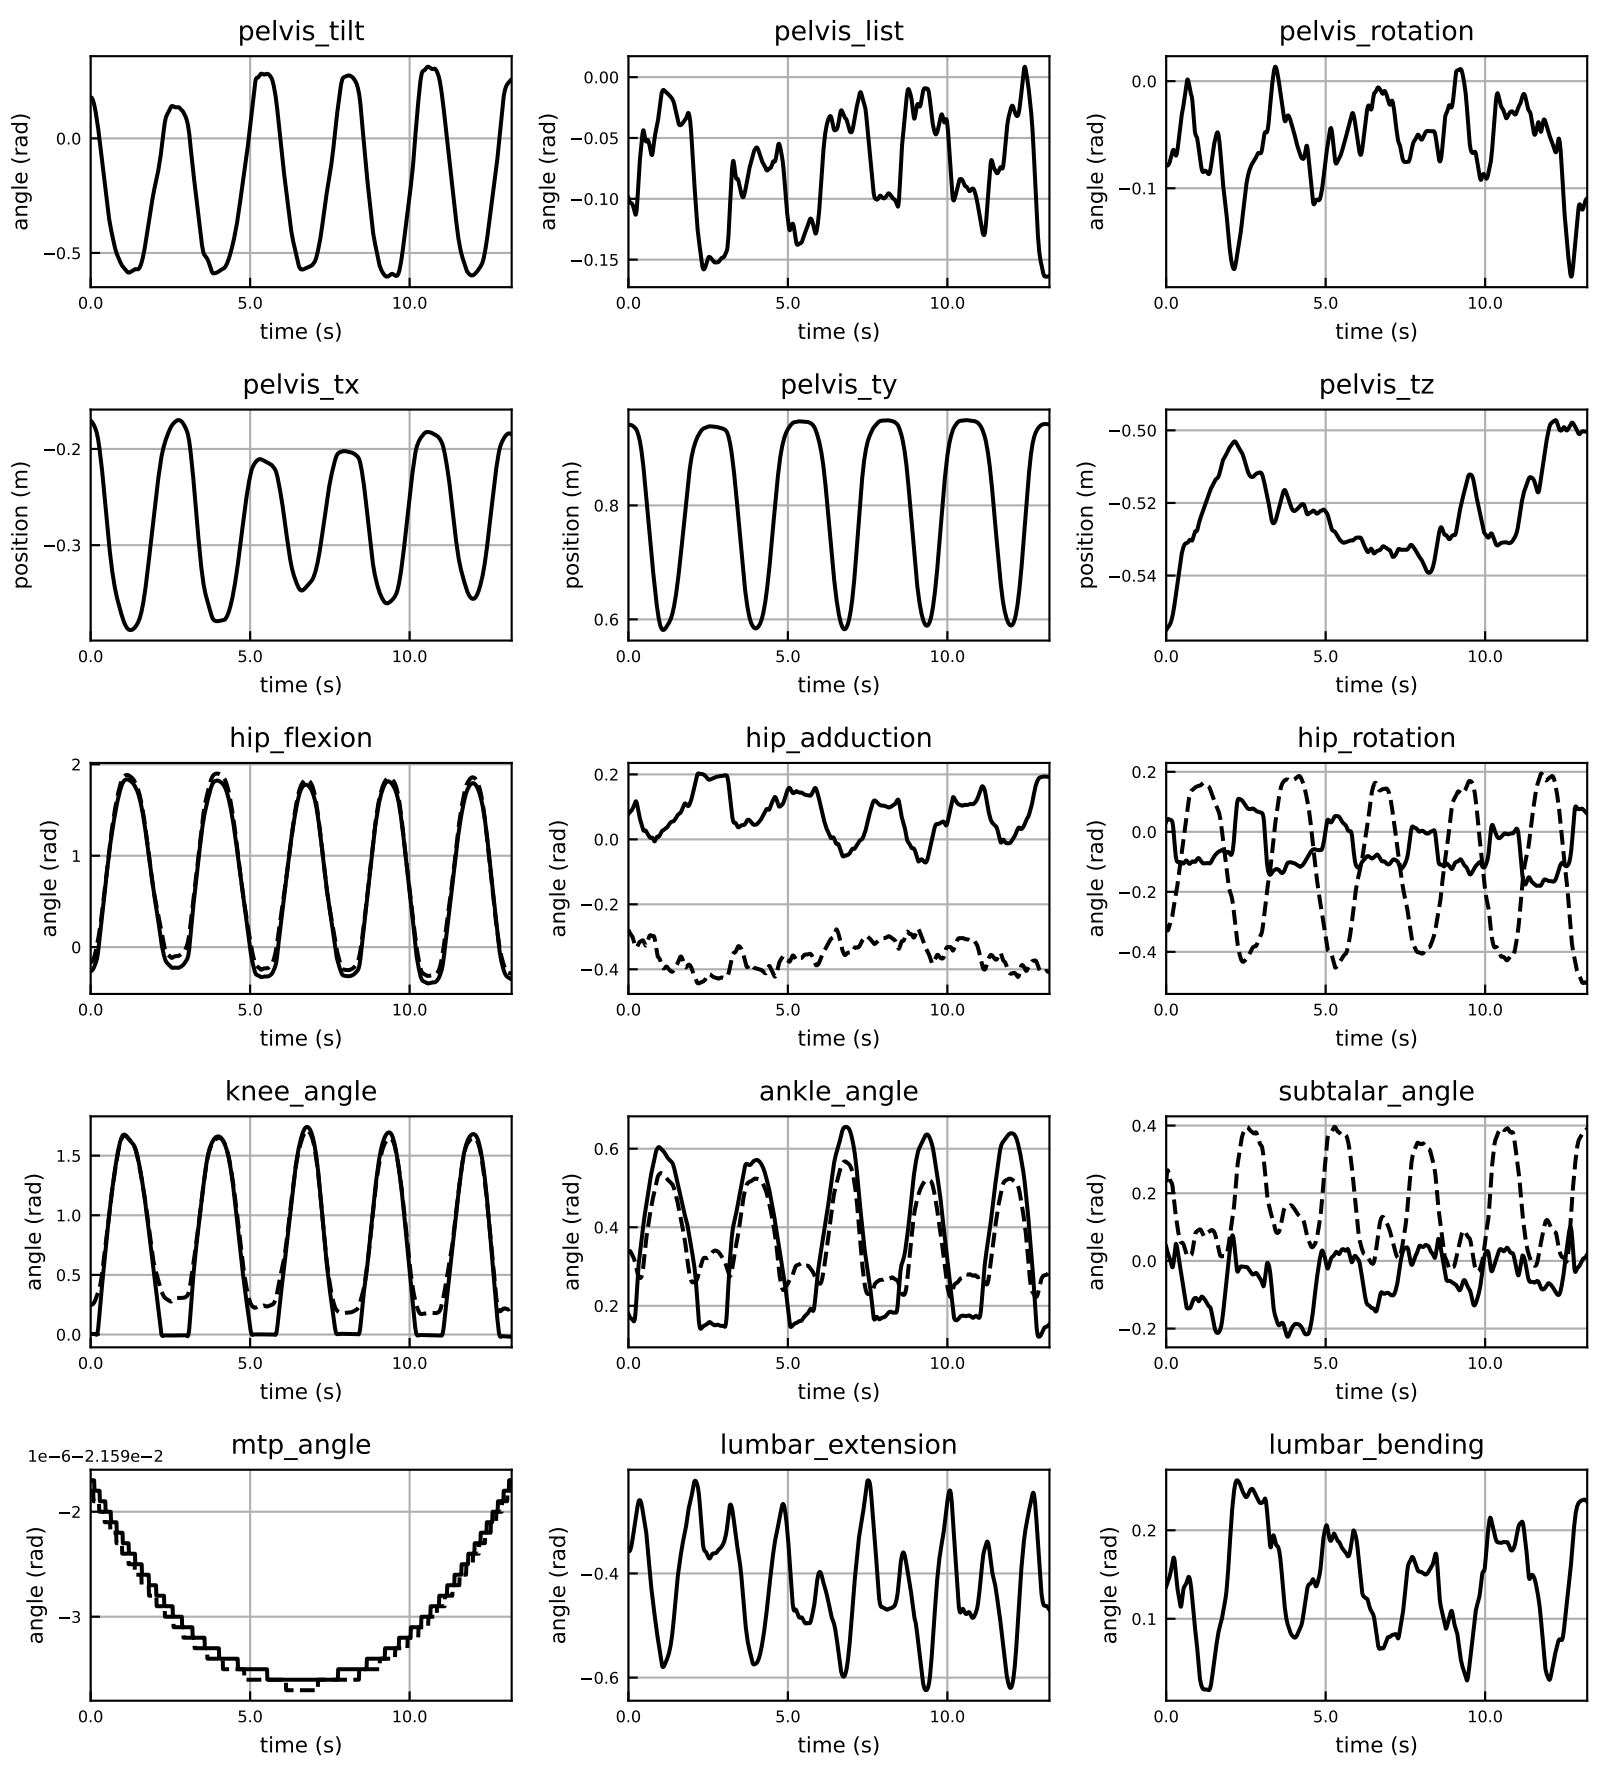 pelvis_tilt pelvis_list pelvis_rotation
angle (rad) 0.0 −0.5 angle (rad) 0.00 −0.05 −0.10 −0.15 angle (rad) 0.0 −0.1
0.0 5.0 10.0 0.0 5.0 10.0 0.0 5.0 10.0
time (s) time (s) time (s)
pelvis_tx pelvis_ty pelvis_tz
position (m) −0.2 −0.3 position (m) 0.8 0.6 position (m) −0.50 −0.52 −0.54
0.0 5.0 10.0 0.0 5.0 10.0 0.0 5.0 10.0
time (s) time (s) time (s)
hip_flexion hip_adduction hip_rotation
angle (rad) 2 1 0 angle (rad) 0.2 0.0 −0.2 −0.4 angle (rad) 0.2 0.0 −0.2 −0.4
0.0 5.0 10.0 0.0 5.0 10.0 0.0 5.0 10.0
time (s) time (s) time (s)
knee_angle ankle_angle subtalar_angle
angle (rad) 1.5 1.0 0.5 0.0 angle (rad) 0.6 0.4 0.2 angle (rad) 0.4 0.2 0.0 −0.2
0.0 5.0 10.0 0.0 5.0 10.0 0.0 5.0 10.0
time (s) time (s) time (s)
mtp_angle lumbar_extension lumbar_bending
1e−6−2.159e−2
angle (rad) −2 −3 angle (rad) −0.4 −0.6 angle (rad) 0.2 0.1
0.0 5.0 10.0 0.0 5.0 10.0 0.0 5.0 10.0
time (s) time (s) time (s)